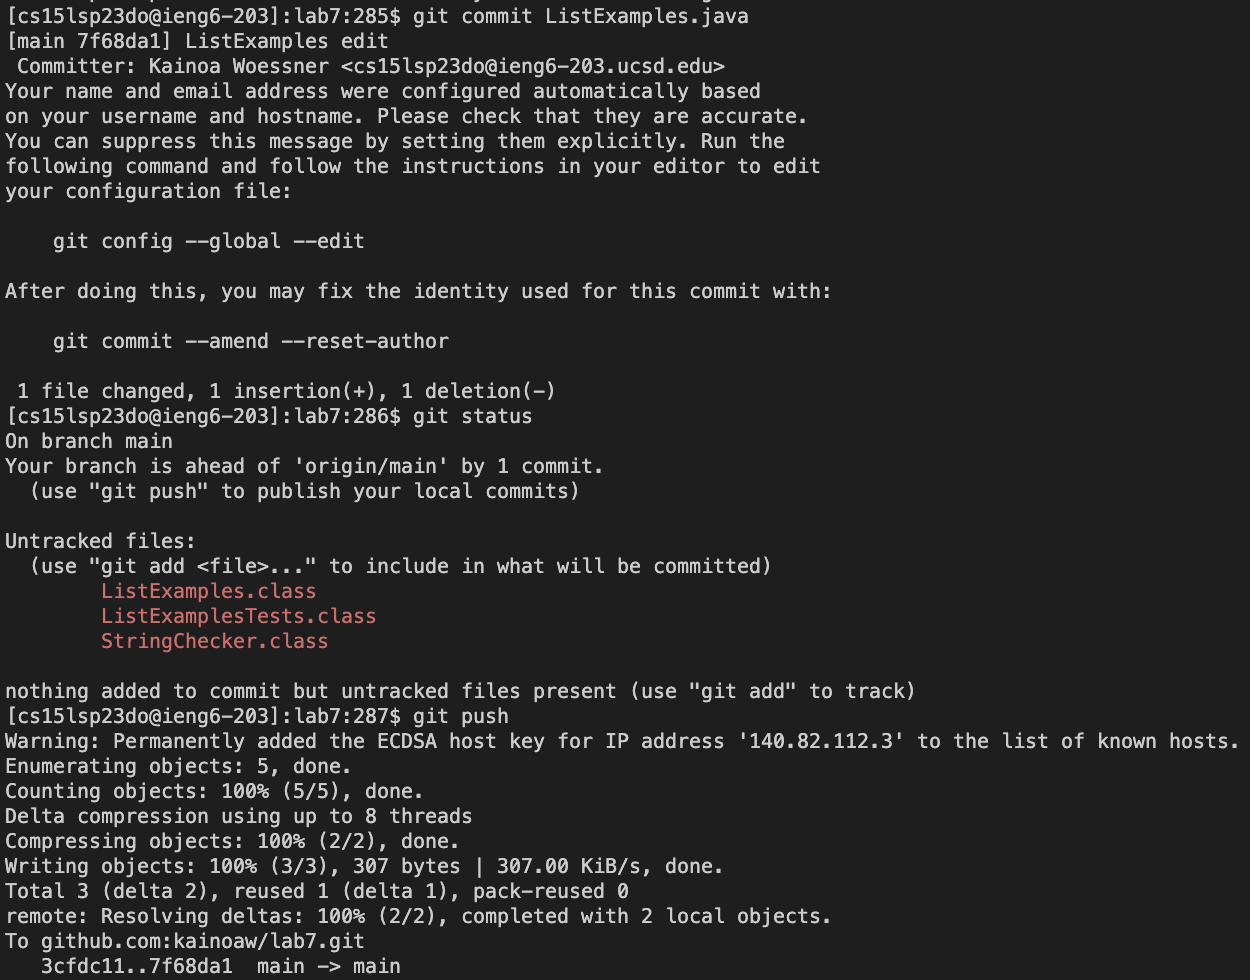 [cs15lsp23do@ieng6-203]:lab7:285$ git commit ListExamples.java
[main 7f68da1] ListExamples edit
 Committer: Kainoa Woessner <cs15lsp23do@ieng6-203.ucsd.edu>
Your name and email address were configured automatically based
on your username and hostname. Please check that they are accurate.
You can suppress this message by setting them explicitly. Run the
following command and follow the instructions in your editor to edit
your configuration file:

    git config --global --edit

After doing this, you may fix the identity used for this commit with:

    git commit --amend --reset-author

 1 file changed, 1 insertion(+), 1 deletion(-)
[cs15lsp23do@ieng6-203]:lab7:286$ git status
On branch main
Your branch is ahead of 'origin/main' by 1 commit.
  (use "git push" to publish your local commits)

Untracked files:
  (use "git add <file>..." to include in what will be committed)
        ListExamples.class
        ListExamplesTests.class
        StringChecker.class

nothing added to commit but untracked files present (use "git add" to track)
[cs15lsp23do@ieng6-203]:lab7:287$ git push
Warning: Permanently added the ECDSA host key for IP address '140.82.112.3' to the list of known hosts.
Enumerating objects: 5, done.
Counting objects: 100% (5/5), done.
Delta compression using up to 8 threads
Compressing objects: 100% (2/2), done.
Writing objects: 100% (3/3), 307 bytes | 307.00 KiB/s, done.
Total 3 (delta 2), reused 1 (delta 1), pack-reused 0
remote: Resolving deltas: 100% (2/2), completed with 2 local objects.
To github.com:kainoaw/lab7.git
   3cfdc11..7f68da1  main -> main